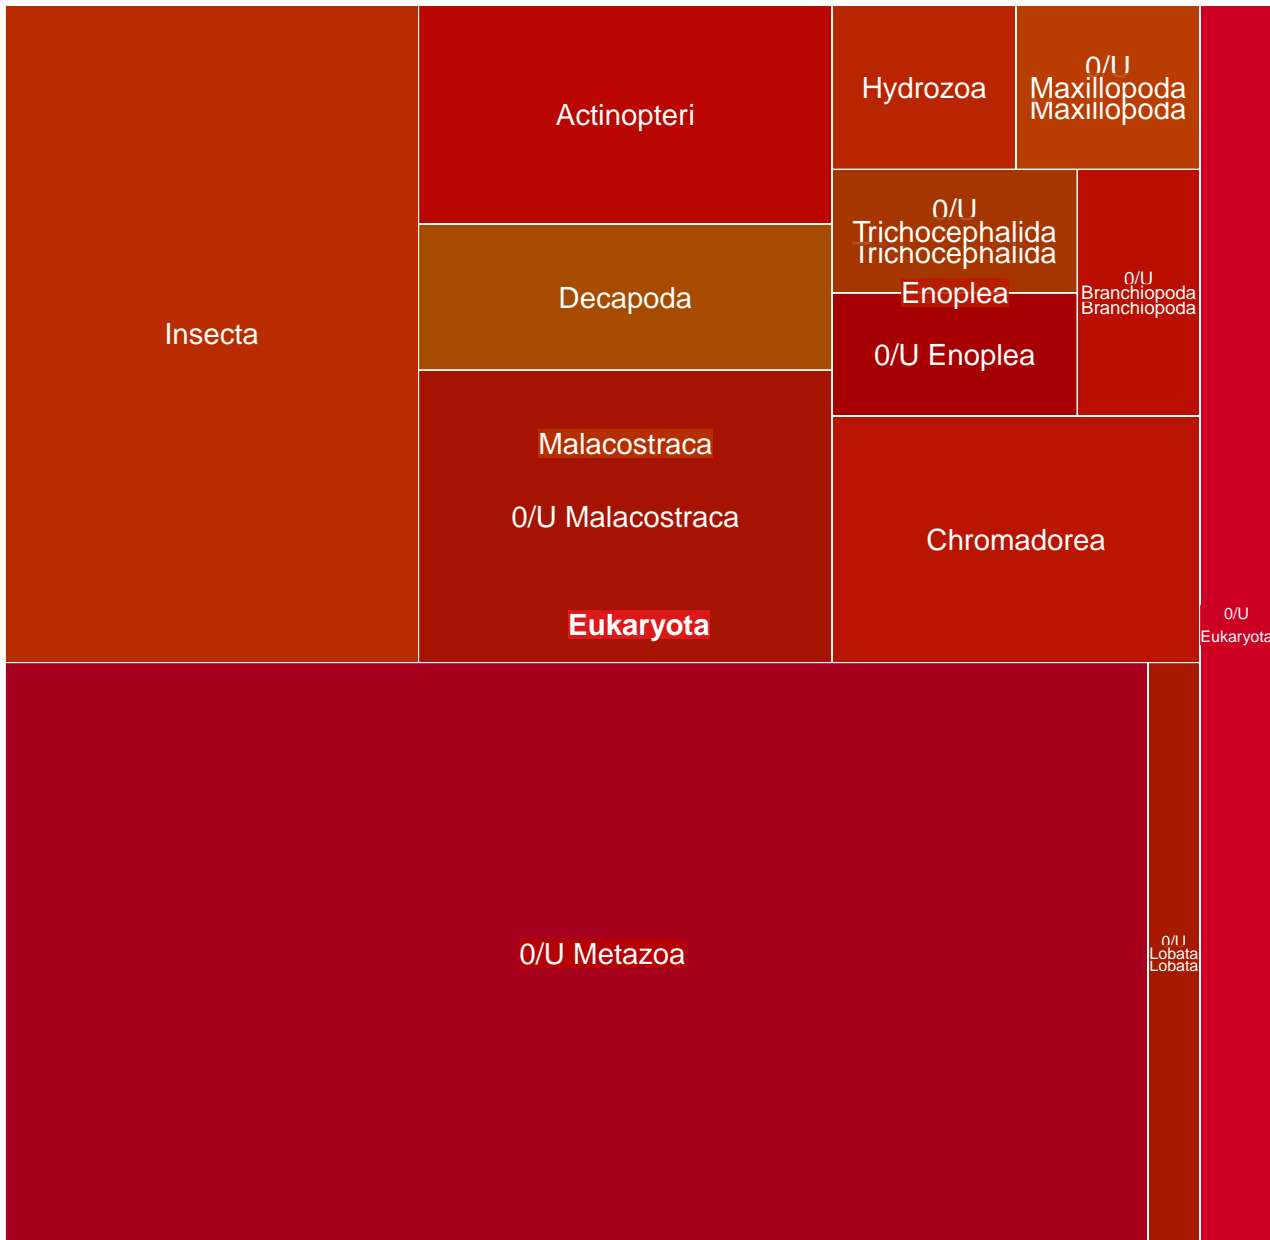 Insecta
Actinopteri
Decapoda
Malacostraca
0/U Malacostraca
Eukaryota
Hydrozoa
0/U
Maxillopoda
Maxillopoda
0/U
Trichocephalida
Trichocephalida
Enoplea
0/U Enoplea
0/U
Branchiopoda
Branchiopoda
Chromadorea
0/U
Eukaryota
0/U Metazoa
0/U
Lobata
Lobata